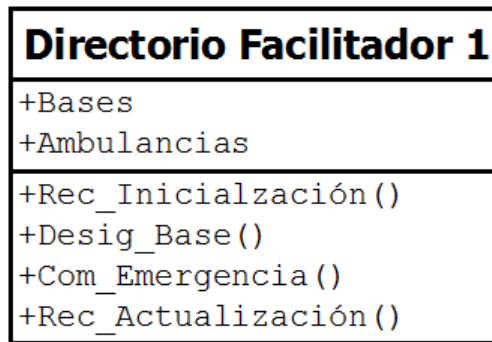 Directorio Facilitador 1
+Bases
+Ambulancias
+Rec_Inicialzación()
+Desig_Base()
+Com_Emergencia()
+Rec_Actualización()